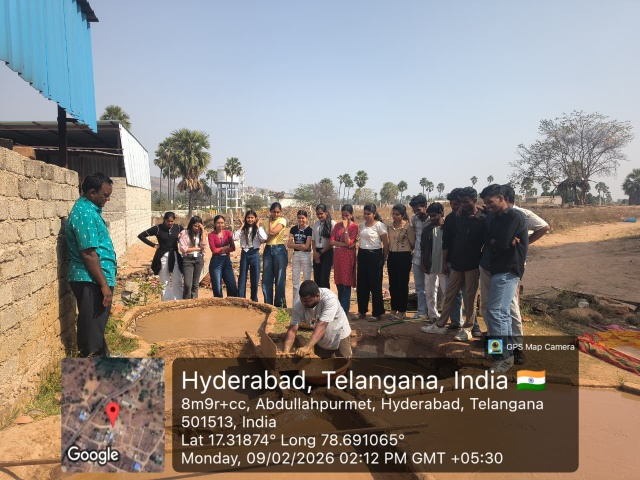 GPS Map Camera
Hyderabad, Telangana, India 🇮🇳
8m9r+cc, Abdullahpurmet, Hyderabad, Telangana
501513, India
Lat 17.31874° Long 78.691065°
Monday, 09/02/2026 02:12 PM GMT +05:30
Google